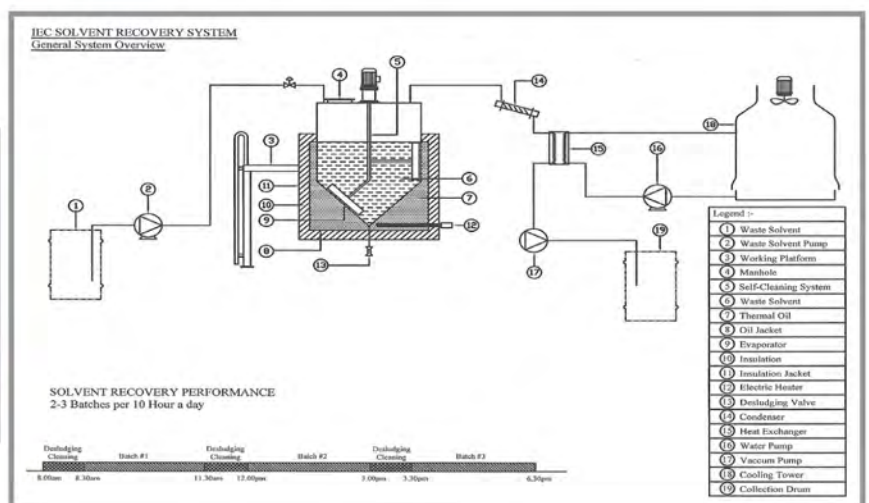 IEC SOLVENT RECOVERY SYSTEM
General System Overview
4
5
14
18
3
15
16
2
6
1
11
7
10
9
12
8
13
17
19
Legend :-
1 Waste Solvent
2 Waste Solvent Pump
3 Working Platform
4 Manhole
5 Self-Cleaning System
6 Waste Solvent
7 Thermal Oil
8 Oil Jacket
9 Evaporator
10 Insulation
11 Insulation Jacket
12 Electric Heater
13 Desludging Valve
14 Condenser
15 Heat Exchanger
16 Water Pump
17 Vaccum Pump
18 Cooling Tower
19 Collection Drum
SOLVENT RECOVERY PERFORMANCE
2-3 Batches per 10 Hour a day
Desludging Cleaning Batch #1 Desludging Cleaning Batch #2 Desludging Cleaning Batch #3
8.00am 8.30am 11.30am 12.00pm 3.00pm 3.30pm 6.30pm